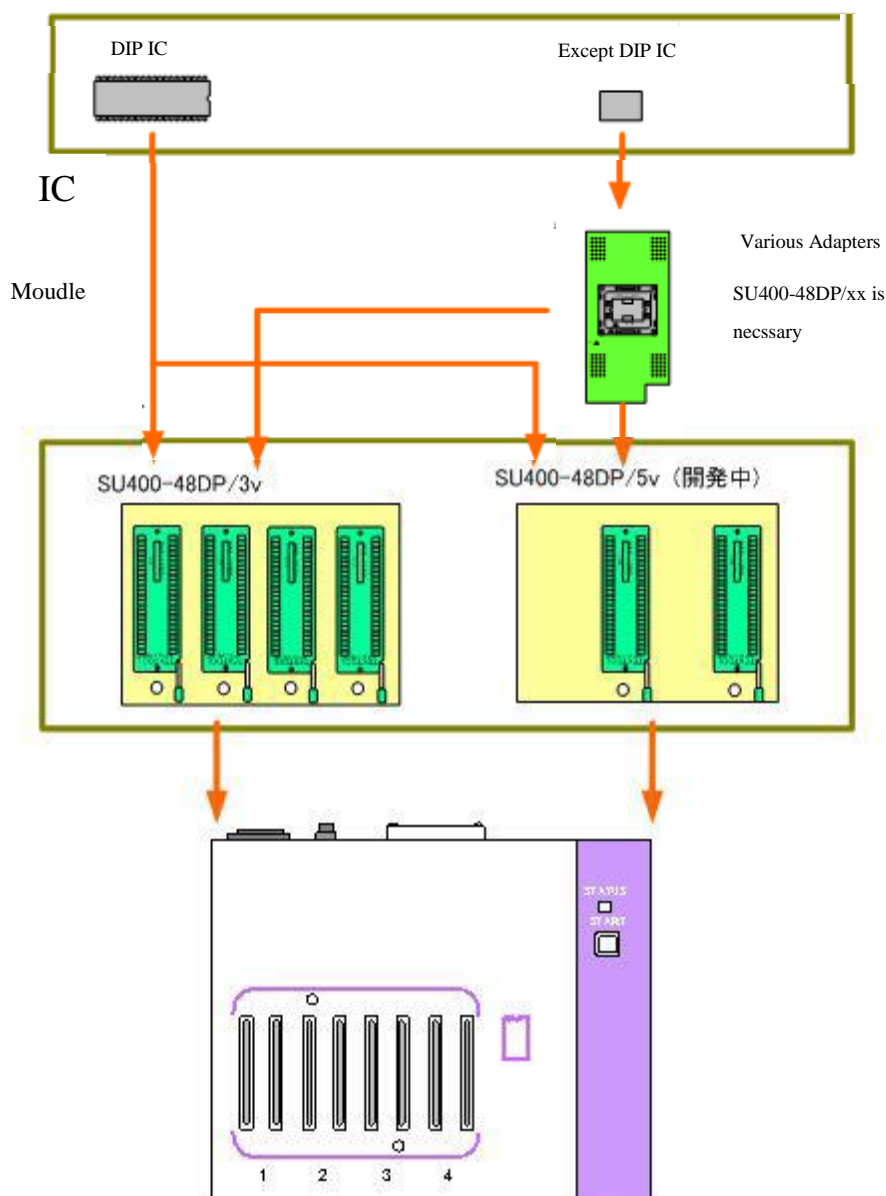 DIP IC
Except DIP IC
IC
Various Adapters
Moudle
SU400-48DP/xx is
necssary
SU400-48DP/3v
SU400-48DP/5v (開発中)
START
1 2 3 4